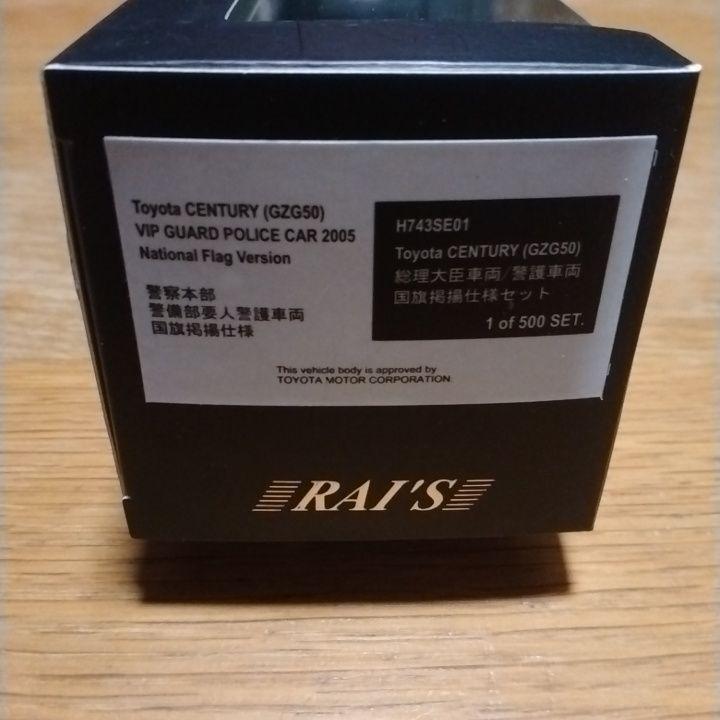 Toyota CENTURY (GZG50)
VIP GUARD POLICE CAR 2005
National Flag Version
警察本部
警備部要人警護車両
国旗掲揚仕様
H743SE01
Toyota CENTURY (GZG50)
総理大臣車両/警護車両
国旗掲揚仕様セット
1 of 500 SET.
This vehicle body is approved by
TOYOTA MOTOR CORPORATION.
RAI'S